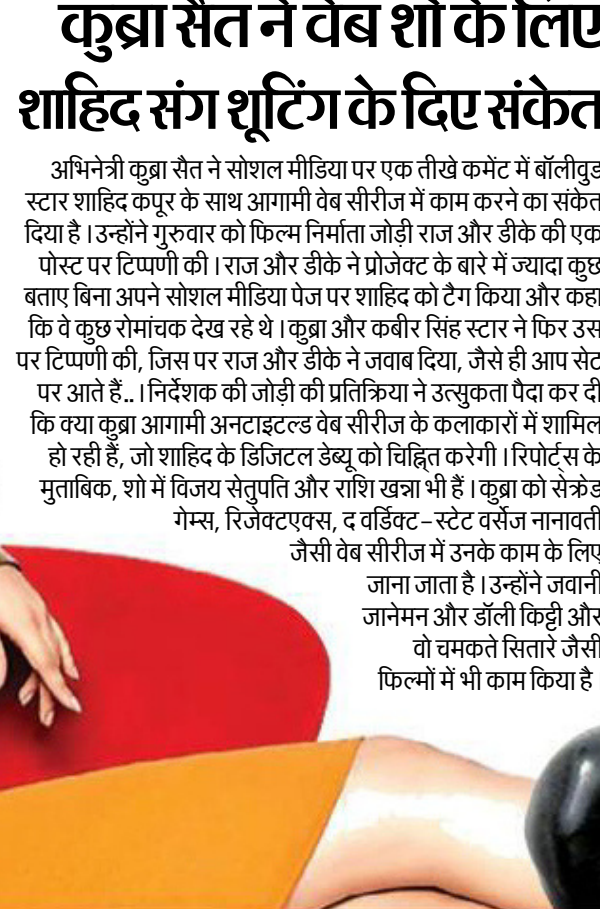 कुब्रा सैत ने वेब शो के लिए
शाहिद संग शूटिंग के दिए संकेत
अभिनेत्री कुब्रा सैत ने सोशल मीडिया पर एक तीखे कमेंट में बॉलीवुड
स्टार शाहिद कपूर के साथ आगामी वेब सीरीज में काम करने का संकेत
दिया है। उन्होंने गुरुवार को फिल्म निर्माता जोड़ी राज और डीके की एक
पोस्ट पर टिप्पणी की। राज और डीके ने प्रोजेक्ट के बारे में ज्यादा कुछ
बताए बिना अपने सोशल मीडिया पेज पर शाहिद को टैग किया और कहा
कि वे कुछ रोमांचक देख रहे थे। कुब्रा और कबीर सिंह स्टार ने फिर उस
पर टिप्पणी की, जिस पर राज और डीके ने जवाब दिया, जैसे ही आप सेट
पर आते हैं..। निर्देशक की जोड़ी की प्रतिक्रिया ने उत्सुकता पैदा कर दी
कि क्या कुब्रा आगामी अनटाइटल्ड वेब सीरीज के कलाकारों में शामिल
हो रही हैं, जो शाहिद के डिजिटल डेब्यू को चिह्नित करेगी। रिपोर्ट्स के
मुताबिक, शो में विजय सेतुपति और राशि खन्ना भी हैं। कुब्रा को सेक्रेड
गेम्स, रिजेक्टएक्स, द वर्डिक्ट-स्टेट वर्सेज नानावती
जैसी वेब सीरीज में उनके काम के लिए
जाना जाता है। उन्होंने जवानी
जानेमन और डॉली किट्टी और
वो चमकते सितारे जैसी
फिल्मों में भी काम किया है